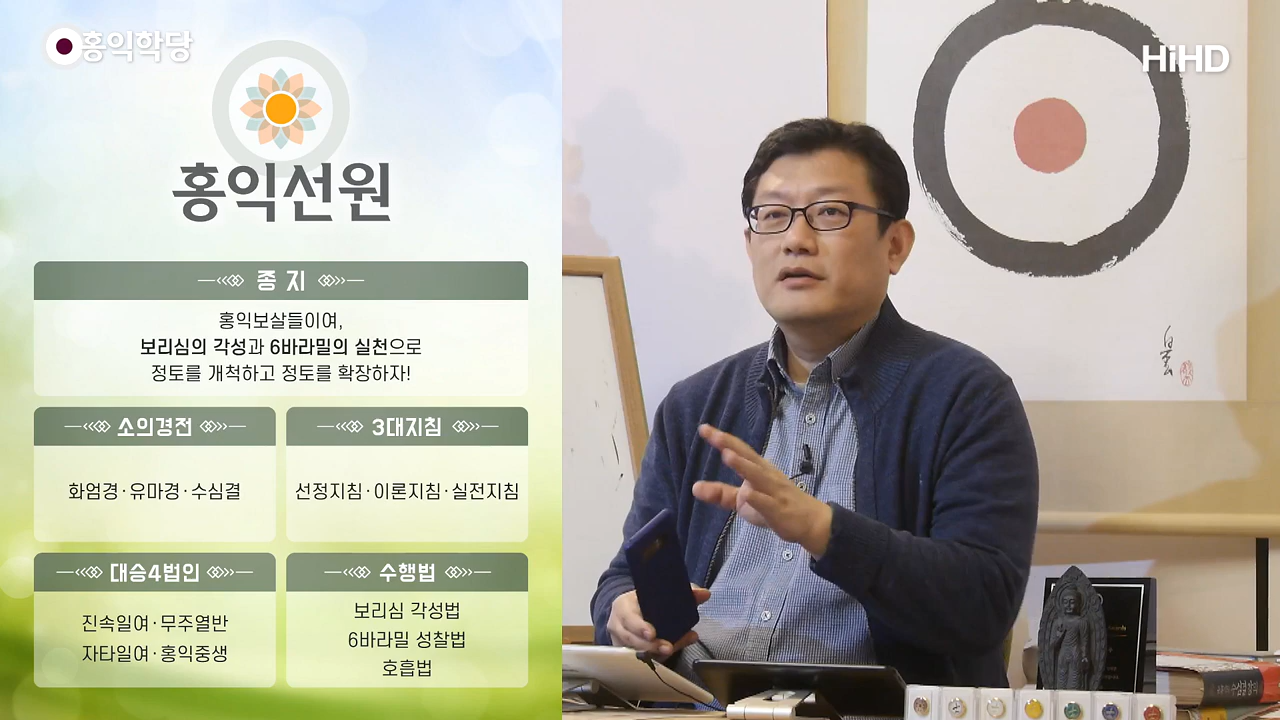 홍익학당
HiHD
홍익선원
종 지
홍익보살들이여,
보리심의 각성과 6바라밀의 실천으로
정토를 개척하고 정토를 확장하자!
소의경전
3대지침
화엄경·유마경·수심결
선정지침·이론지침·실전지침
대승4법인
수행법
진속일여·무주열반
자타일여·홍익중생
보리심 각성법
6바라밀 성찰법
호흡법